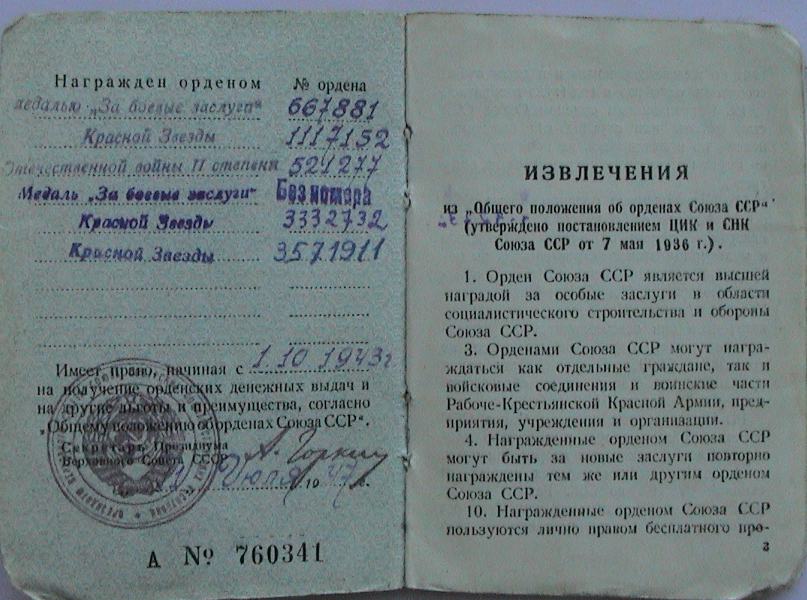 Награжден орденом № ордена
медалью „За боевые заслуги“ 667881
Красной Звезды 1117152
Отечественной войны II степени 521277
Медаль „За боевые заслуги“ Без номера
Красной Звезды 3332732
Красной Звезды 3571911
Имеет право, начиная с 1.10 1943г
на получение орденских денежных выдач и
на другие льготы и преимущества, согласно
„Общему положению об орденах Союза ССР“.
Секретарь Президиума
Верховного Совета СССР А. Горкин
Июля 1947 г.
А № 760341
ИЗВЛЕЧЕНИЯ
из „Общего положения об орденах Союза ССР“
(утверждено постановлением ЦИК и СНК
Союза ССР от 7 мая 1936 г.).
1. Орден Союза ССР является высшей
наградой за особые заслуги в области
социалистического строительства и обороны
Союза ССР.
3. Орденами Союза ССР могут награ-
ждаться как отдельные граждане, так и
войсковые соединения и воинские части
Рабоче-Крестьянской Красной Армии, пред-
приятия, учреждения и организации.
4. Награжденные орденом Союза ССР
могут быть за новые заслуги повторно
награждены тем же или другим орденом
Союза ССР.
10. Награжденные орденом Союза ССР
пользуются лично правом бесплатного про-
3